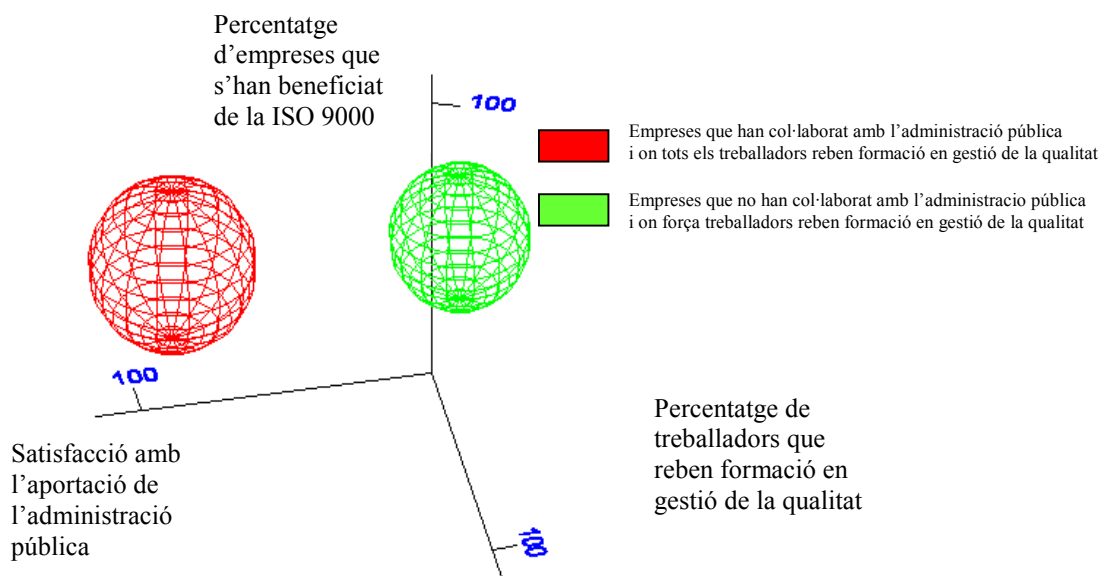 Percentatge
d’empreses que
s’han beneficiat
de la ISO 9000
100
Empreses que han col·laborat amb l’administració pública
i on tots els treballadors reben formació en gestió de la qualitat
Empreses que no han col·laborat amb l’administracio pública
i on força treballadors reben formació en gestió de la qualitat
100
Satisfacció amb
l’aportació de
l’administració
pública
Percentatge de
treballadors que
reben formació en
gestió de la qualitat
100